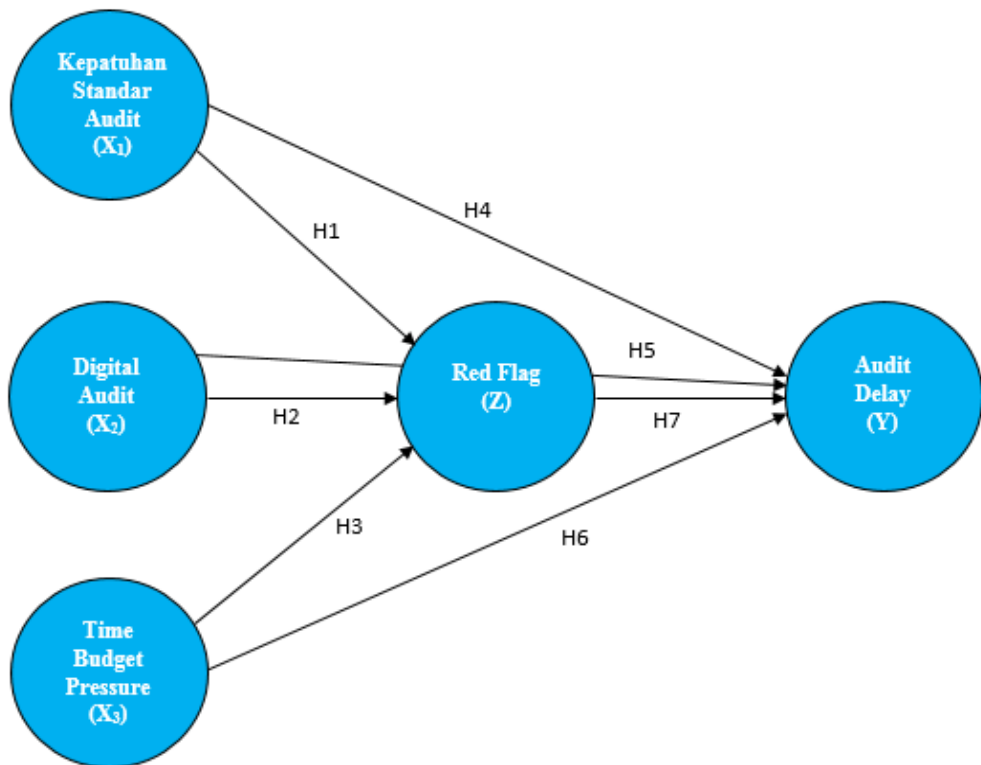 Kepatuhan
Standar
Audit
(X₁)
H4
H1
Digital
Audit
(X₂)
H2
Red Flag
(Z)
H5
H7
Audit
Delay
(Y)
H3
H6
Time
Budget
Pressure
(X₃)